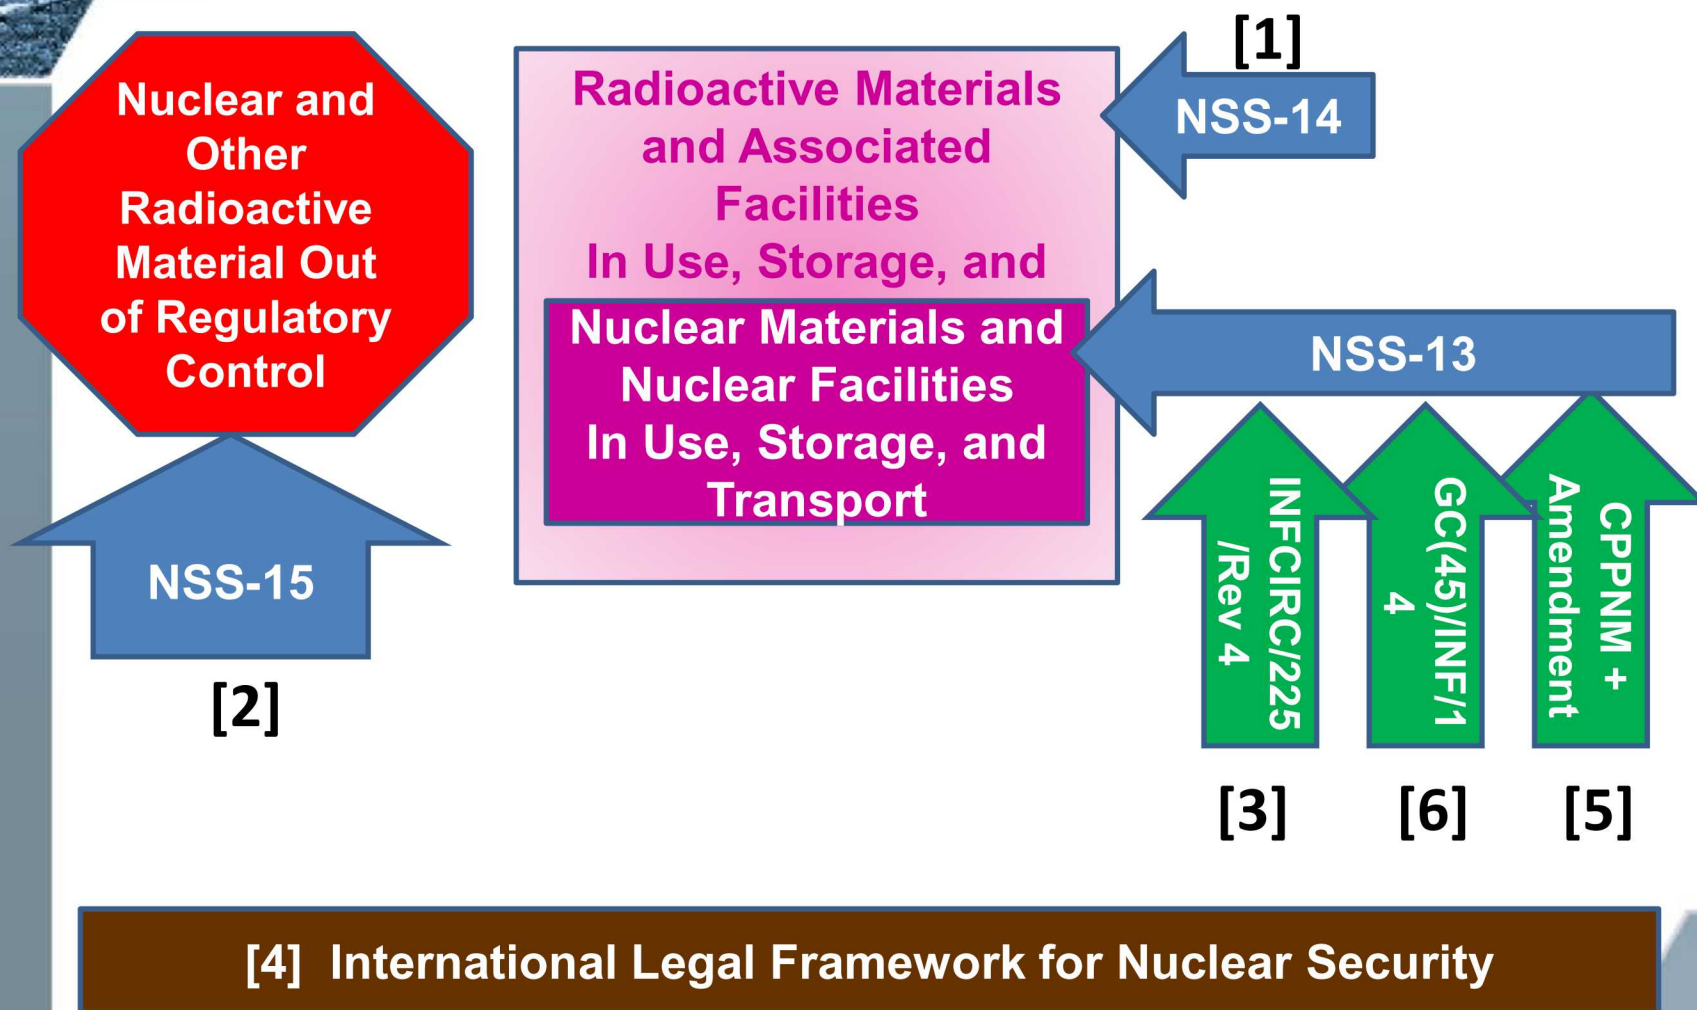 Nuclear and
Other
Radioactive
Material Out
of Regulatory
Control
NSS-15
[2]
Radioactive Materials
and Associated
Facilities
In Use, Storage, and
Nuclear Materials and
Nuclear Facilities
In Use, Storage, and
Transport
[1]
NSS-14
NSS-13
INFCIRC/225
/Rev 4
[3]
GC(45)/INF/1
4
[6]
CPPNM +
Amendment
[5]
[4] International Legal Framework for Nuclear Security